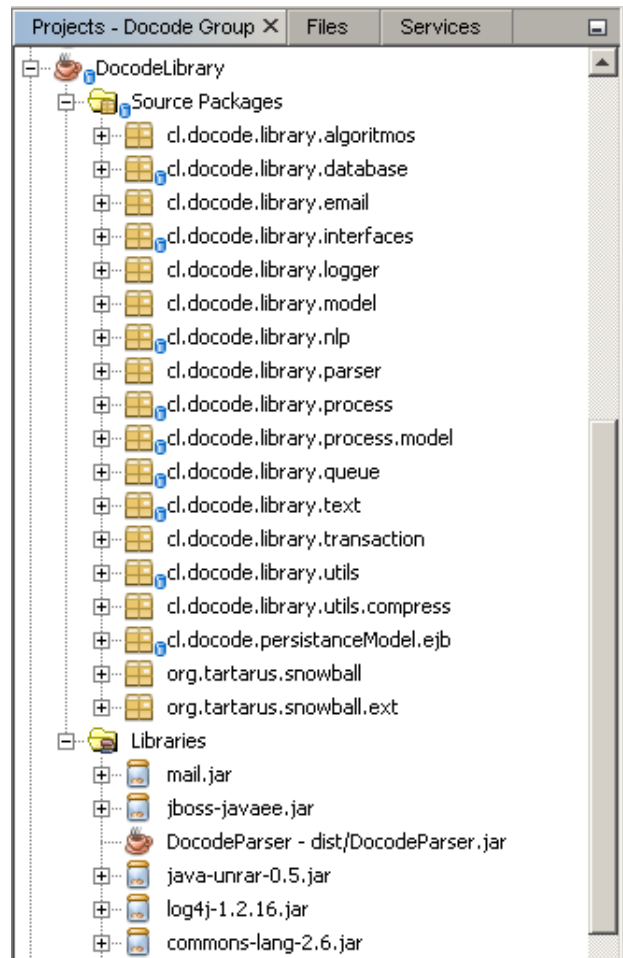 Projects - Docode Group Files Services
DocodeLibrary
Source Packages
cl.docode.library.algoritmos
cl.docode.library.database
cl.docode.library.email
cl.docode.library.interfaces
cl.docode.library.logger
cl.docode.library.model
cl.docode.library.nlp
cl.docode.library.parser
cl.docode.library.process
cl.docode.library.process.model
cl.docode.library.queue
cl.docode.library.text
cl.docode.library.transaction
cl.docode.library.utils
cl.docode.library.utils.compress
cl.docode.persistanceModel.ejb
org.tartarus.snowball
org.tartarus.snowball.ext
Libraries
mail.jar
jboss-javaee.jar
DocodeParser - dist/DocodeParser.jar
java-unrar-0.5.jar
log4j-1.2.16.jar
commons-lang-2.6.jar